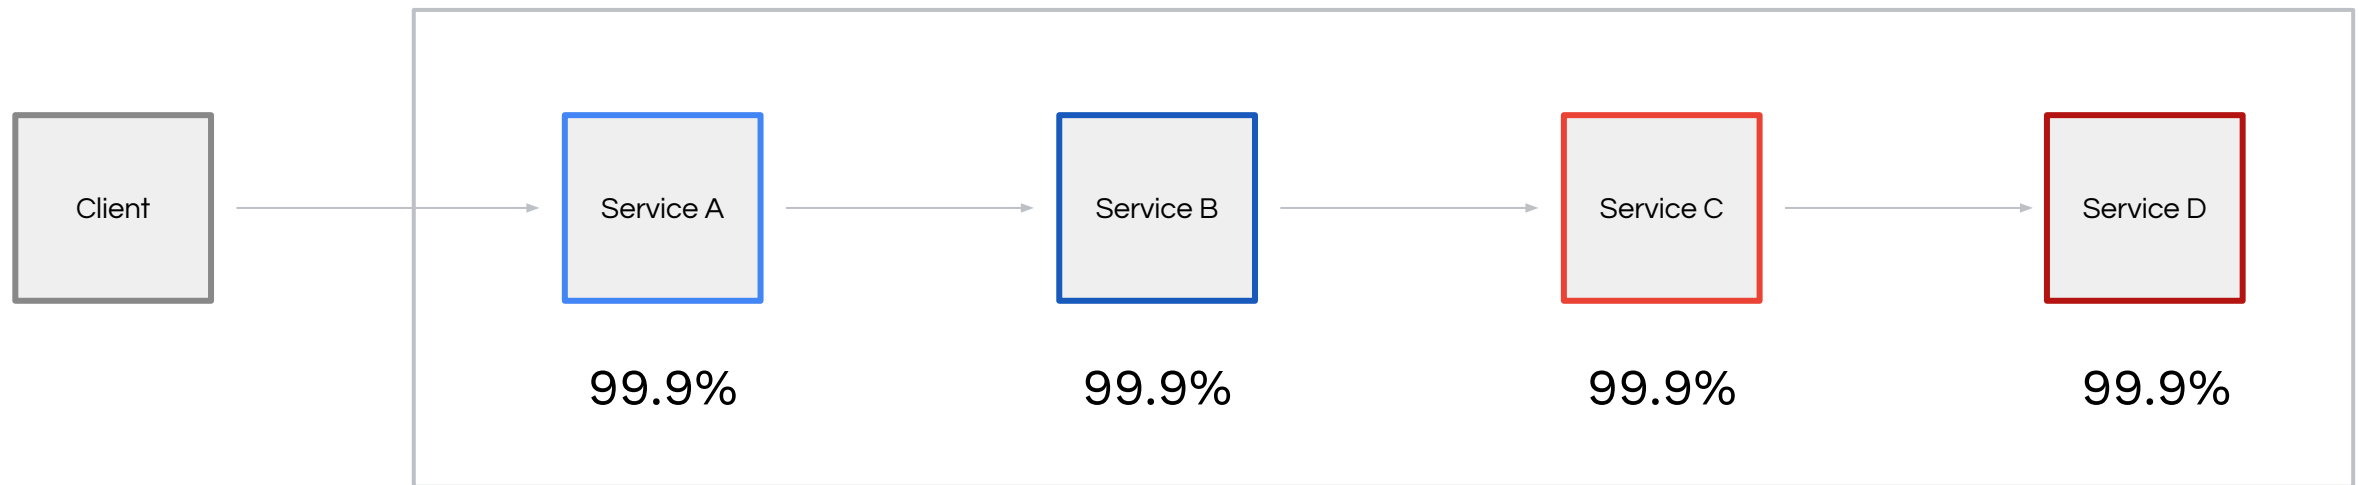 Client
Service A
Service B
Service C
Service D
99.9%
99.9%
99.9%
99.9%